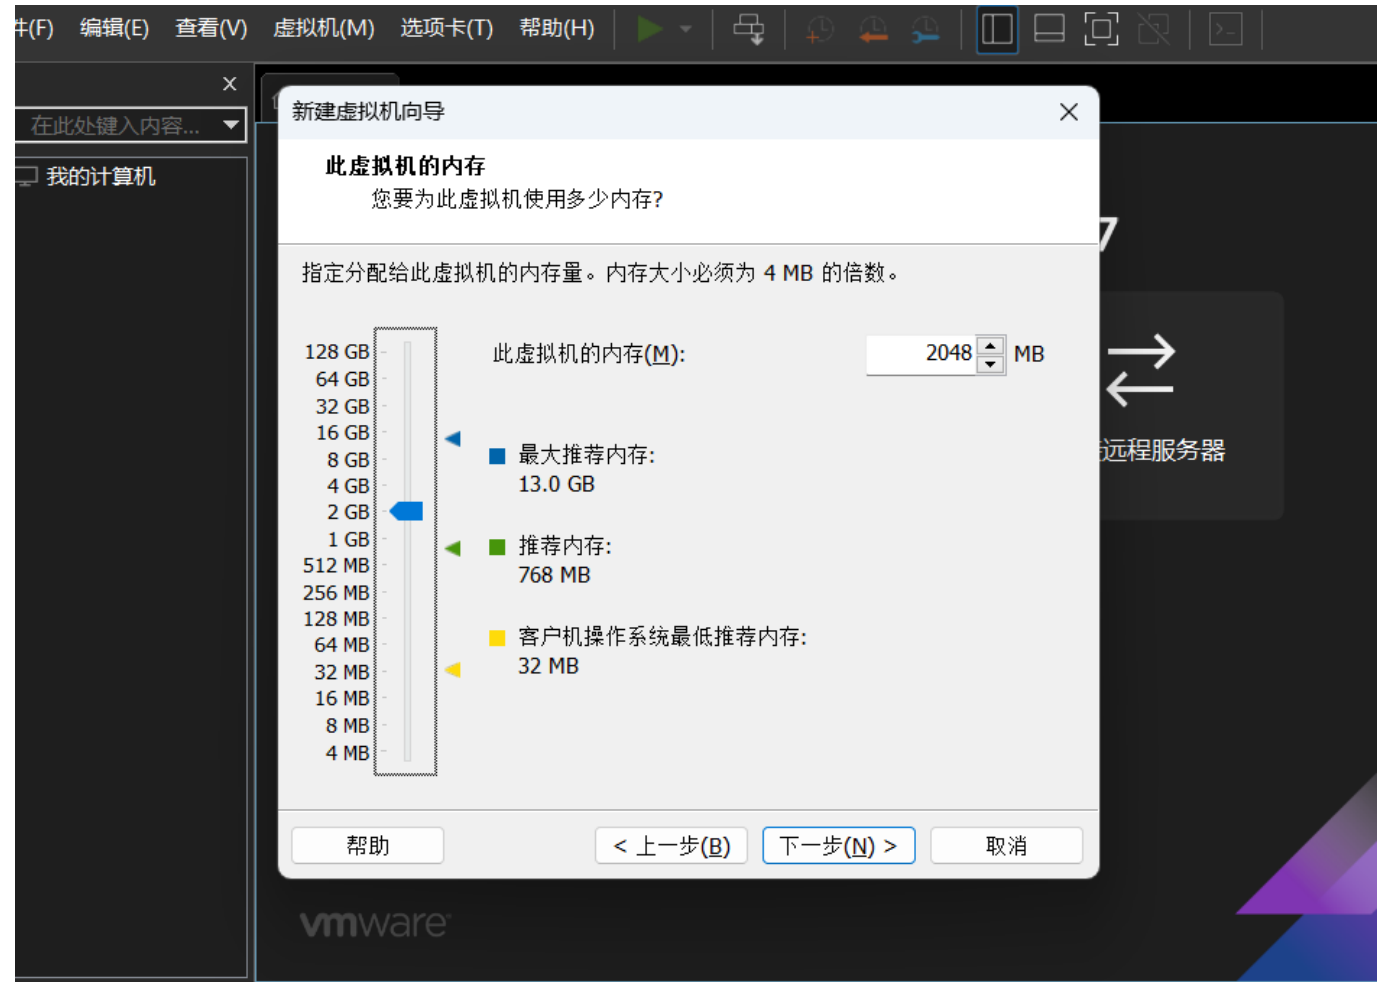 件(F) 编辑(E) 查看(V) 虚拟机(M) 选项卡(T) 帮助(H)
在此处键入内容...
我的计算机
新建虚拟机向导
此虚拟机的内存
您要为此虚拟机使用多少内存?
7
指定分配给此虚拟机的内存量。内存大小必须为 4 MB 的倍数。
128 GB
64 GB
32 GB
16 GB
8 GB
4 GB
2 GB
1 GB
512 MB
256 MB
128 MB
64 MB
32 MB
16 MB
8 MB
4 MB
此虚拟机的内存(M): 2048 MB
最大推荐内存:
13.0 GB
推荐内存:
768 MB
客户机操作系统最低推荐内存:
32 MB
远程服务器
帮助 < 上一步(B) 下一步(N) > 取消
vmware